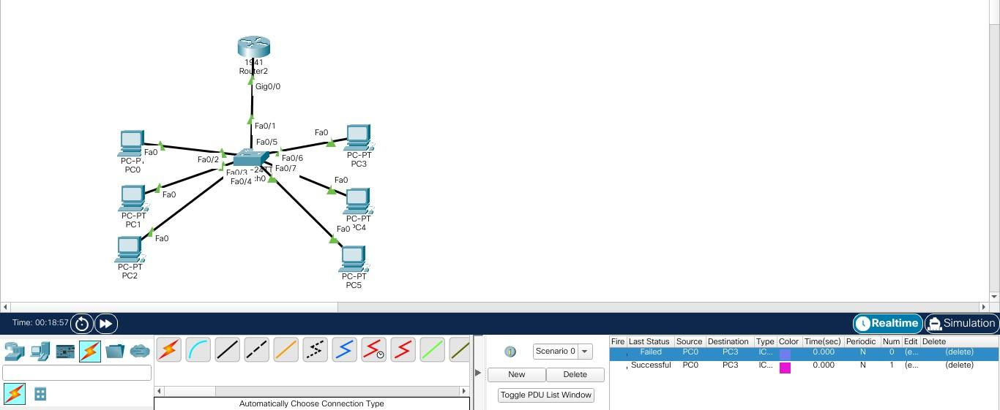 1941
Router2
Gig0/0
Fa0/1
Fa0/5
Fa0
Fa0
Fa0/2
Fa0/6
PC-PT
PC3
PC0
Fa0/3
Fa0/7
Fa0/4
Fa0
Fa0
PC-PT
PC1
PC-PT
PC4
Fa0
Fa0
PC-PT
PC2
PC-PT
PC5
Time: 00:18:57
Realtime
Simulation
Scenario 0
New
Delete
Toggle PDU List Window
Automatically Choose Connection Type
Fire Last Status Source Destination Type Color Time(sec) Periodic Num Edit Delete
Failed PC0 PC3 IC... 0.000 N 0 (e... (delete)
Successful PC0 PC3 IC... 0.000 N 1 (e... (delete)